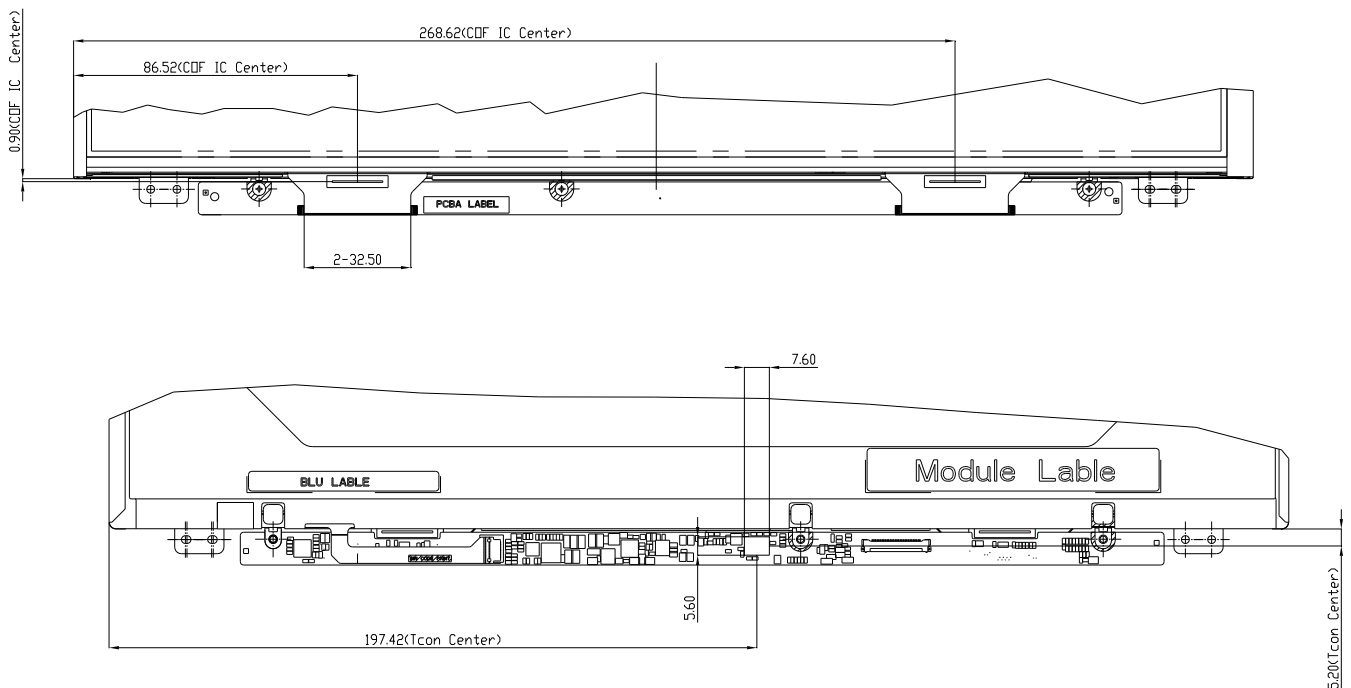 268.62(COF IC Center)
86.52(COF IC Center)
0.90(COF IC Center)
PCBA LABEL
2-32.50
7.60
Module Lable
BLU LABLE
5.60
197.42(Tcon Center)
5.20(Tcon Center)